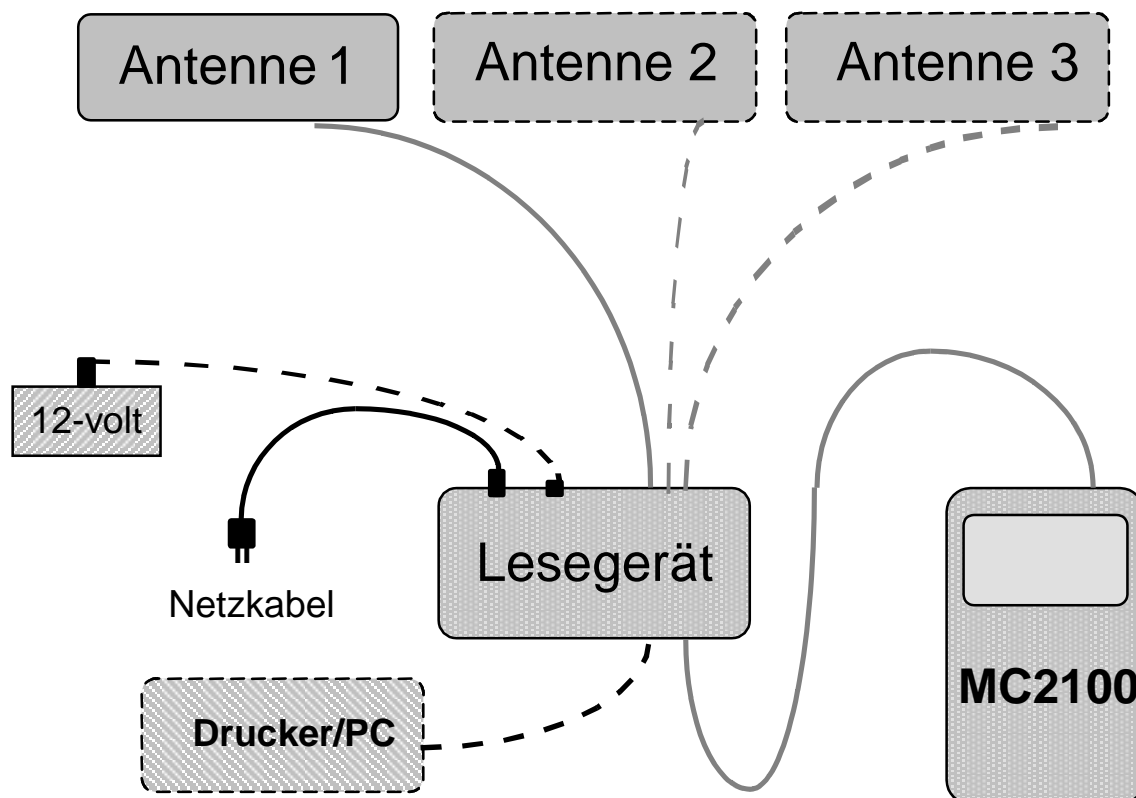 Antenne 1
Antenne 2
Antenne 3
12-volt
Netzkabel
Lesegerät
Drucker/PC
MC2100